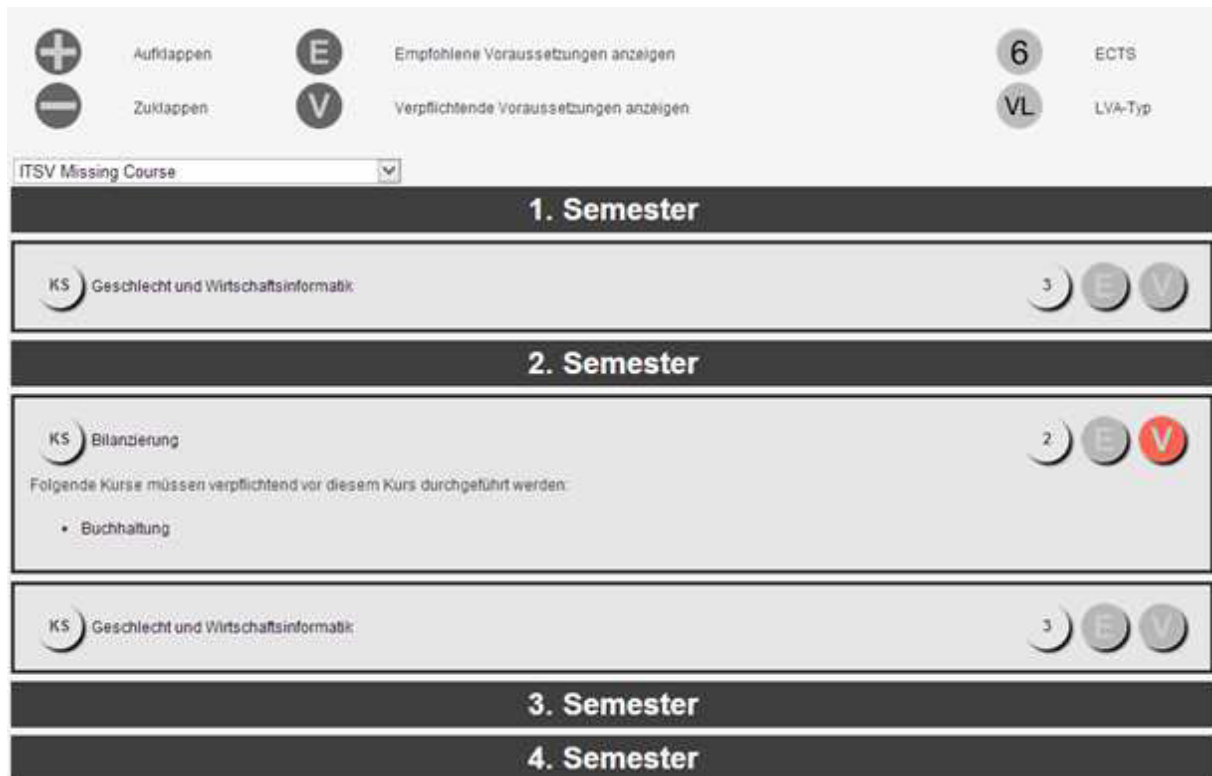 Aufklappen E Empfohlene Voraussetzungen anzeigen 6 ECTS
Zuklappen V Verpflichtende Voraussetzungen anzeigen VL LVA-Typ
ITSV Missing Course
1. Semester
KS Geschlecht und Wirtschaftsinformatik 3 E V
2. Semester
KS Bilanzierung 2 E V
Folgende Kurse müssen verpflichtend vor diesem Kurs durchgeführt werden:
• Buchhaltung
KS Geschlecht und Wirtschaftsinformatik 3 E V
3. Semester
4. Semester